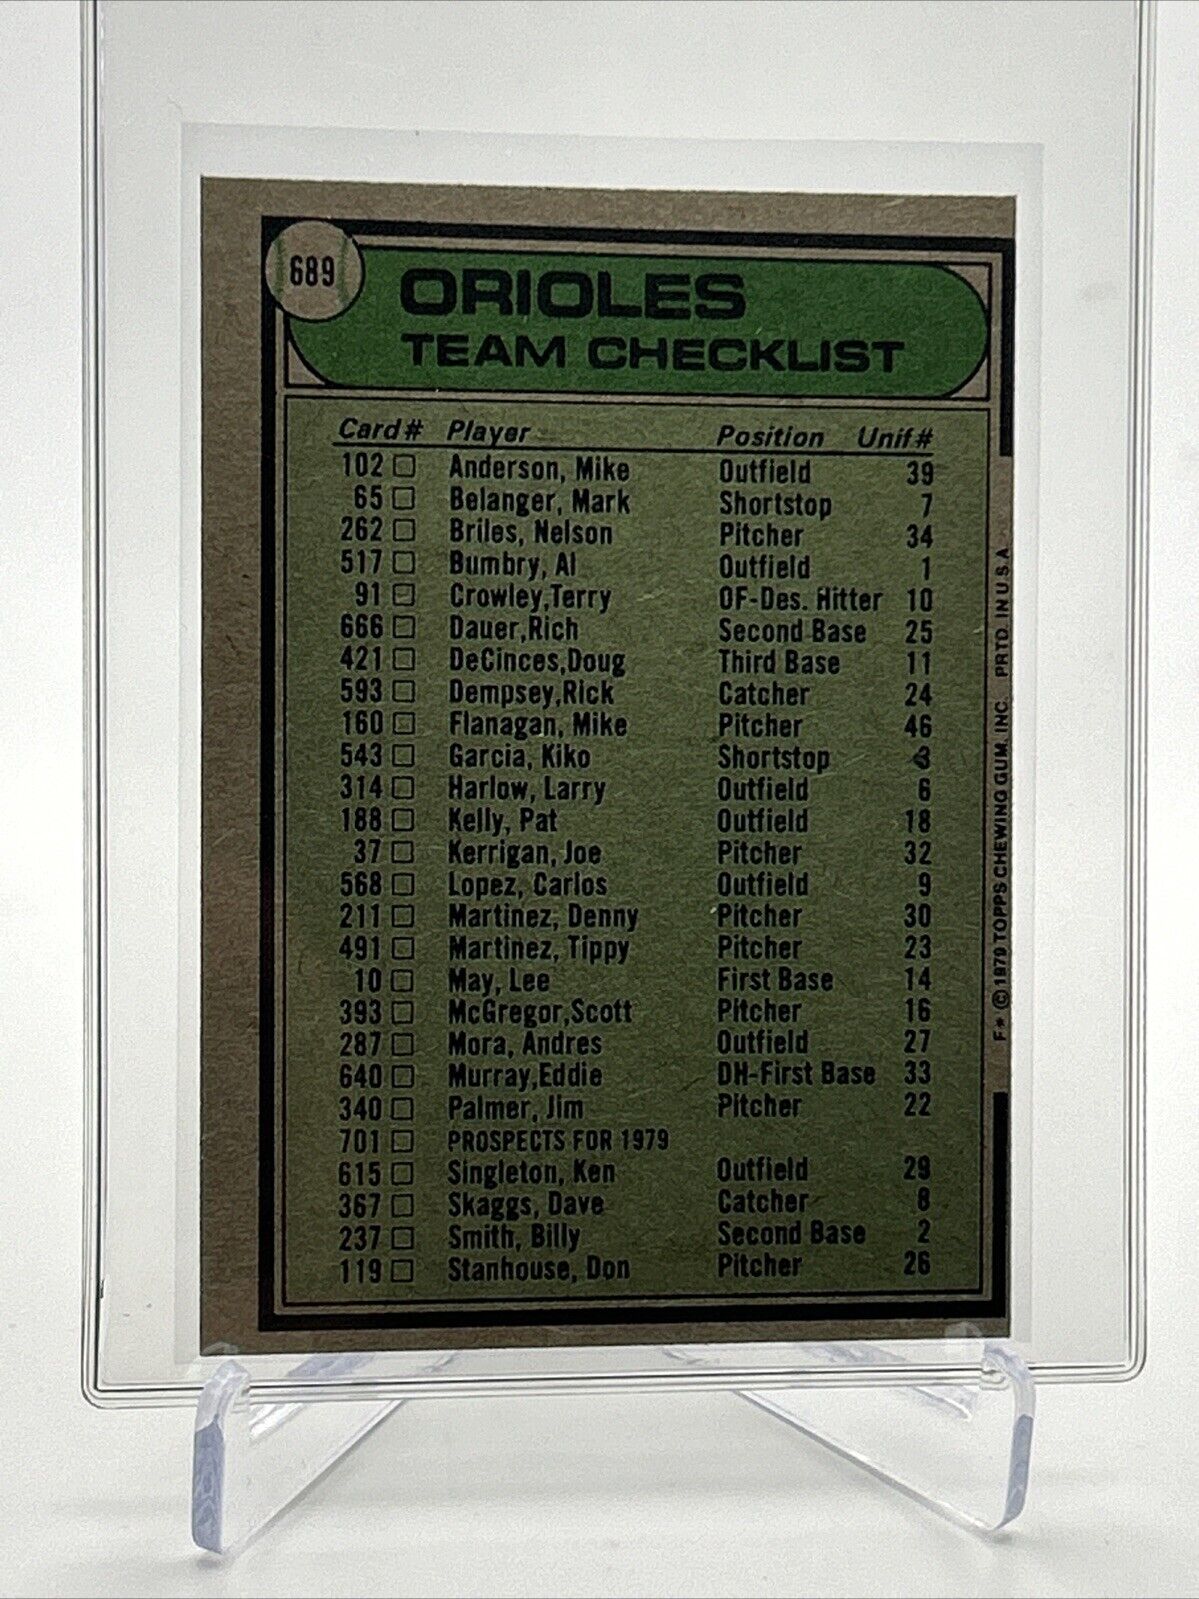 689
ORIOLES
TEAM CHECKLIST
Card # Player Position Unif #
102 Anderson, Mike Outfield 39
65 Belanger, Mark Shortstop 7
262 Briles, Nelson Pitcher 34
517 Bumbry, Al Outfield 1
91 Crowley,Terry OF-Des. Hitter 10
666 Dauer,Rich Second Base 25
421 DeCinces,Doug Third Base 11
593 Dempsey,Rick Catcher 24
160 Flanagan, Mike Pitcher 46
543 Garcia, Kiko Shortstop 3
314 Harlow, Larry Outfield 6
188 Kelly, Pat Outfield 18
37 Kerrigan, Joe Pitcher 32
568 Lopez, Carlos Outfield 9
211 Martinez, Denny Pitcher 30
491 Martinez, Tippy Pitcher 23
10 May, Lee First Base 14
393 McGregor,Scott Pitcher 16
287 Mora, Andres Outfield 27
640 Murray,Eddie DH-First Base 33
340 Palmer, Jim Pitcher 22
701 PROSPECTS FOR 1979
615 Singleton, Ken Outfield 29
367 Skaggs, Dave Catcher 8
237 Smith, Billy Second Base 2
119 Stanhouse, Don Pitcher 26
F* © 1979 TOPPS CHEWING GUM, INC. PRTD. IN U.S.A.